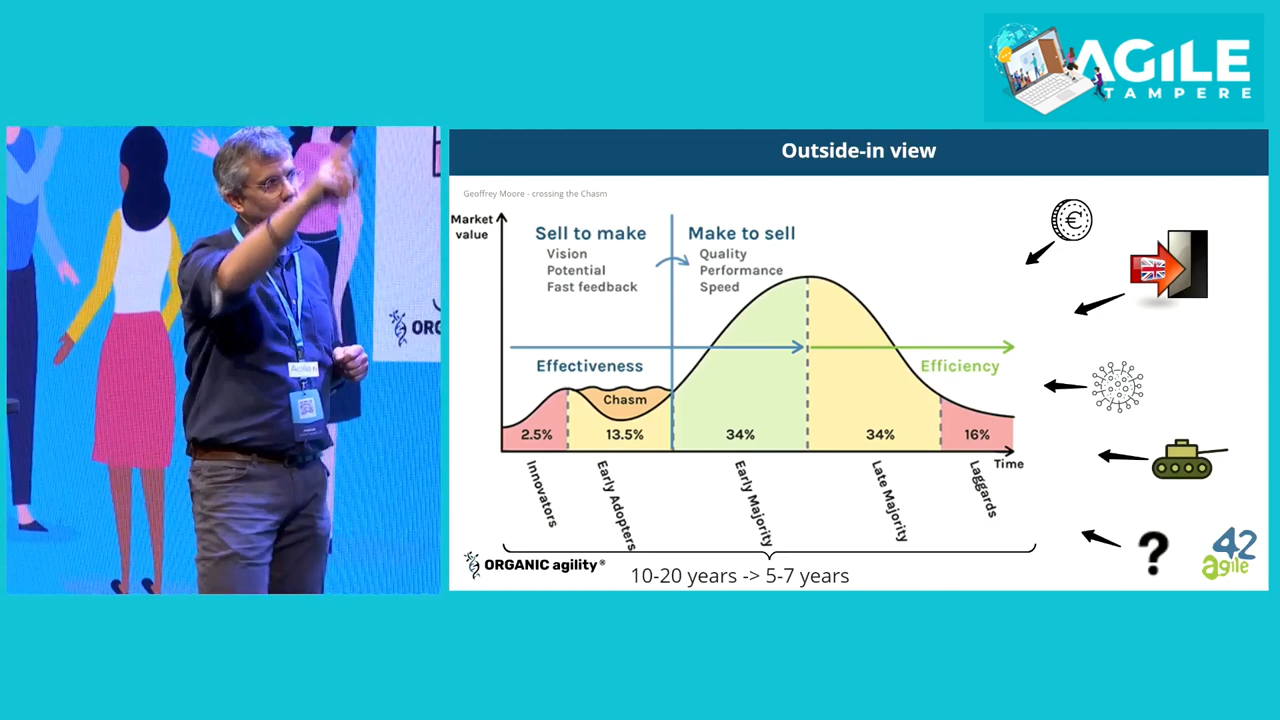 AGILE
TAMPERE
Outside-in view
Geoffrey Moore - crossing the Chasm
Market
value
Sell to make
Vision
Potential
Fast feedback
Make to sell
Quality
Performance
Speed
Effectiveness
Efficiency
Chasm
2.5%
13.5%
34%
34%
16%
Time
Innovators
Early Adopters
Early Majority
Late Majority
Laggards
€
?
ORGANIC agility®
10-20 years -> 5-7 years
agile
42
ORG